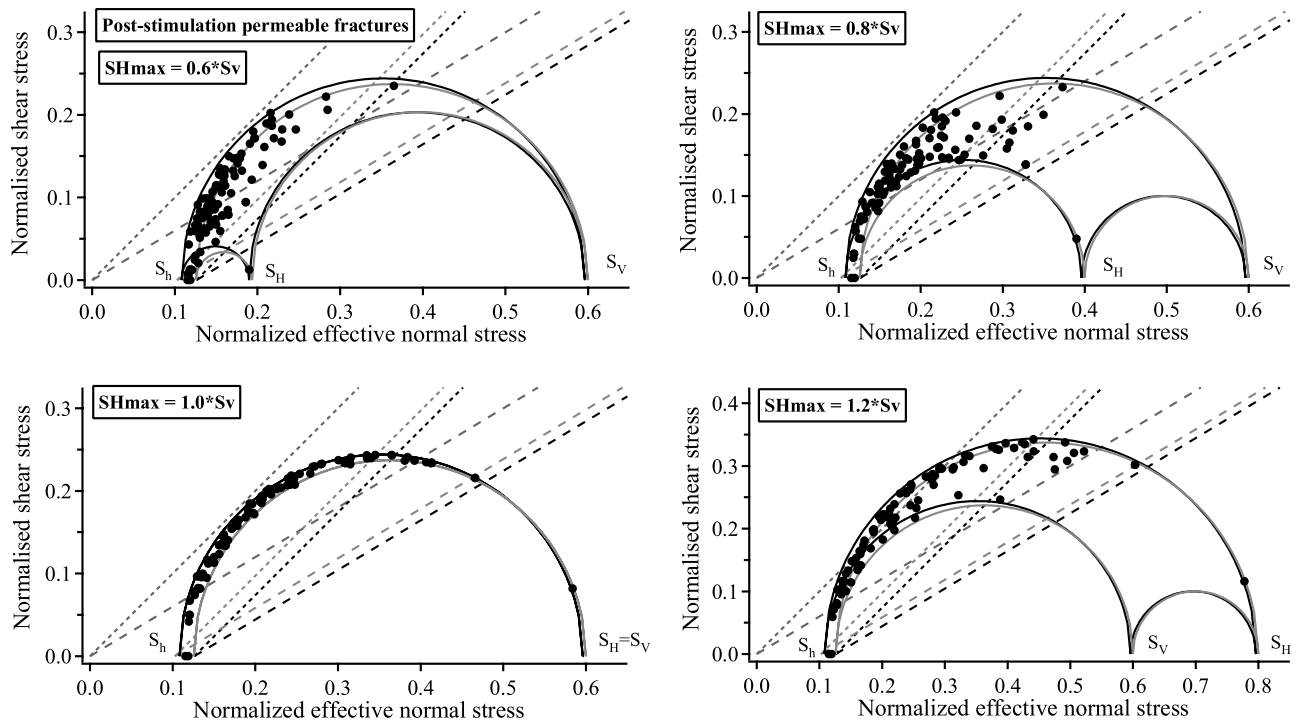 Post-stimulation permeable fractures
SHmax = 0.6*Sv
Normalised shear stress
0.3
0.2
0.1
0.0
Sh
SH
SV
0.0 0.1 0.2 0.3 0.4 0.5 0.6
Normalized effective normal stress
SHmax = 0.8*Sv
Normalised shear stress
0.3
0.2
0.1
0.0
Sh
SH
SV
0.0 0.1 0.2 0.3 0.4 0.5 0.6
Normalized effective normal stress
SHmax = 1.0*Sv
Normalised shear stress
0.3
0.2
0.1
0.0
Sh
SH=SV
0.0 0.1 0.2 0.3 0.4 0.5 0.6
Normalized effective normal stress
SHmax = 1.2*Sv
Normalised shear stress
0.4
0.3
0.2
0.1
0.0
Sh
SV
SH
0.0 0.1 0.2 0.3 0.4 0.5 0.6 0.7 0.8
Normalized effective normal stress